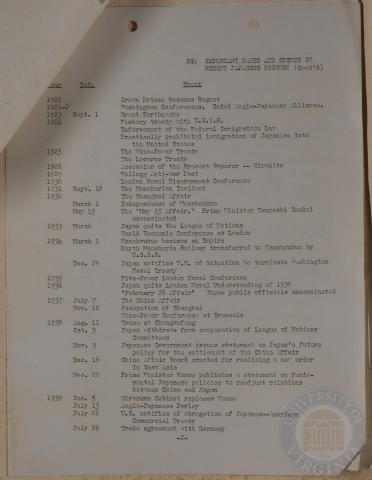 RE: IMPORTANT DATES AND EVENTS IN
RECENT JAPANESE HISTORY (Cont'd)
Year Date Event
1921 Crown Prince becomes Regent
1921-2 Washington Conferences. Ended Anglo-Japanese Alliance.
1923 Sept. 1 Great Earthquake
1924 Fishery treaty with U.S.S.R.
Enforcement of the Federal Immigration Law
Practically prohibited immigration of Japanese into
the United States
1925 The Nine-Power Treaty
The Locarno Treaty
1926 Accession of the Present Emperor -- Hirohito
1929 Kellogg Anti-War Pact
1930 London Naval Disarmament Conference
1931 Sept. 18 The Manchurian Incident
1932 The Shanghai Affair
March 1 Independence of Manchukuo
May 15 The "May 15 Affair." Prime Minister Tsuyoshi Inukai
assassinated
1933 March Japan quits the League of Nations
World Economic Conference at London
1934 March 1 Manchoukuo becomes an Empire
North Manchuria Railway transferred to Manchukuo by
U.S.S.R.
Dec. 29 Japan notifies U.S. of intention to terminate Washington
Naval Treaty
1935 Five-Power London Naval Conference
1936 Japan quits London Naval Understanding of 1930
"February 26 Affair" Three public officials assassinated
1937 July 7 The China Affair
Nov. 10 Occupation of Shanghai
Nine-Power Conference at Brussels
1938 Aug. 11 Truce at Changkufeng
Oct. 3 Japan withdraws from cooperation of League of Nations
Committees
Nov. 3 Japanese Government issues statement on Japan's future
policy for the settlement of the China Affair
Dec. 16 China Affair Board created for realizing a new order
in East Asia
Dec. 22 Prime Minister Konoe publishes a statement on funda-
mental Japanese policies to readjust relations
between China and Japan
1939 Jan. 5 Hiranuma Cabinet replaces Konoe
July 15 Anglo-Japanese Parley
July 26 U.S. notifies of abrogation of Japanese-American
Commercial Treaty
July 29 Trade agreement with Germany
-2-
UNIVERSITY OF VIRGINIA